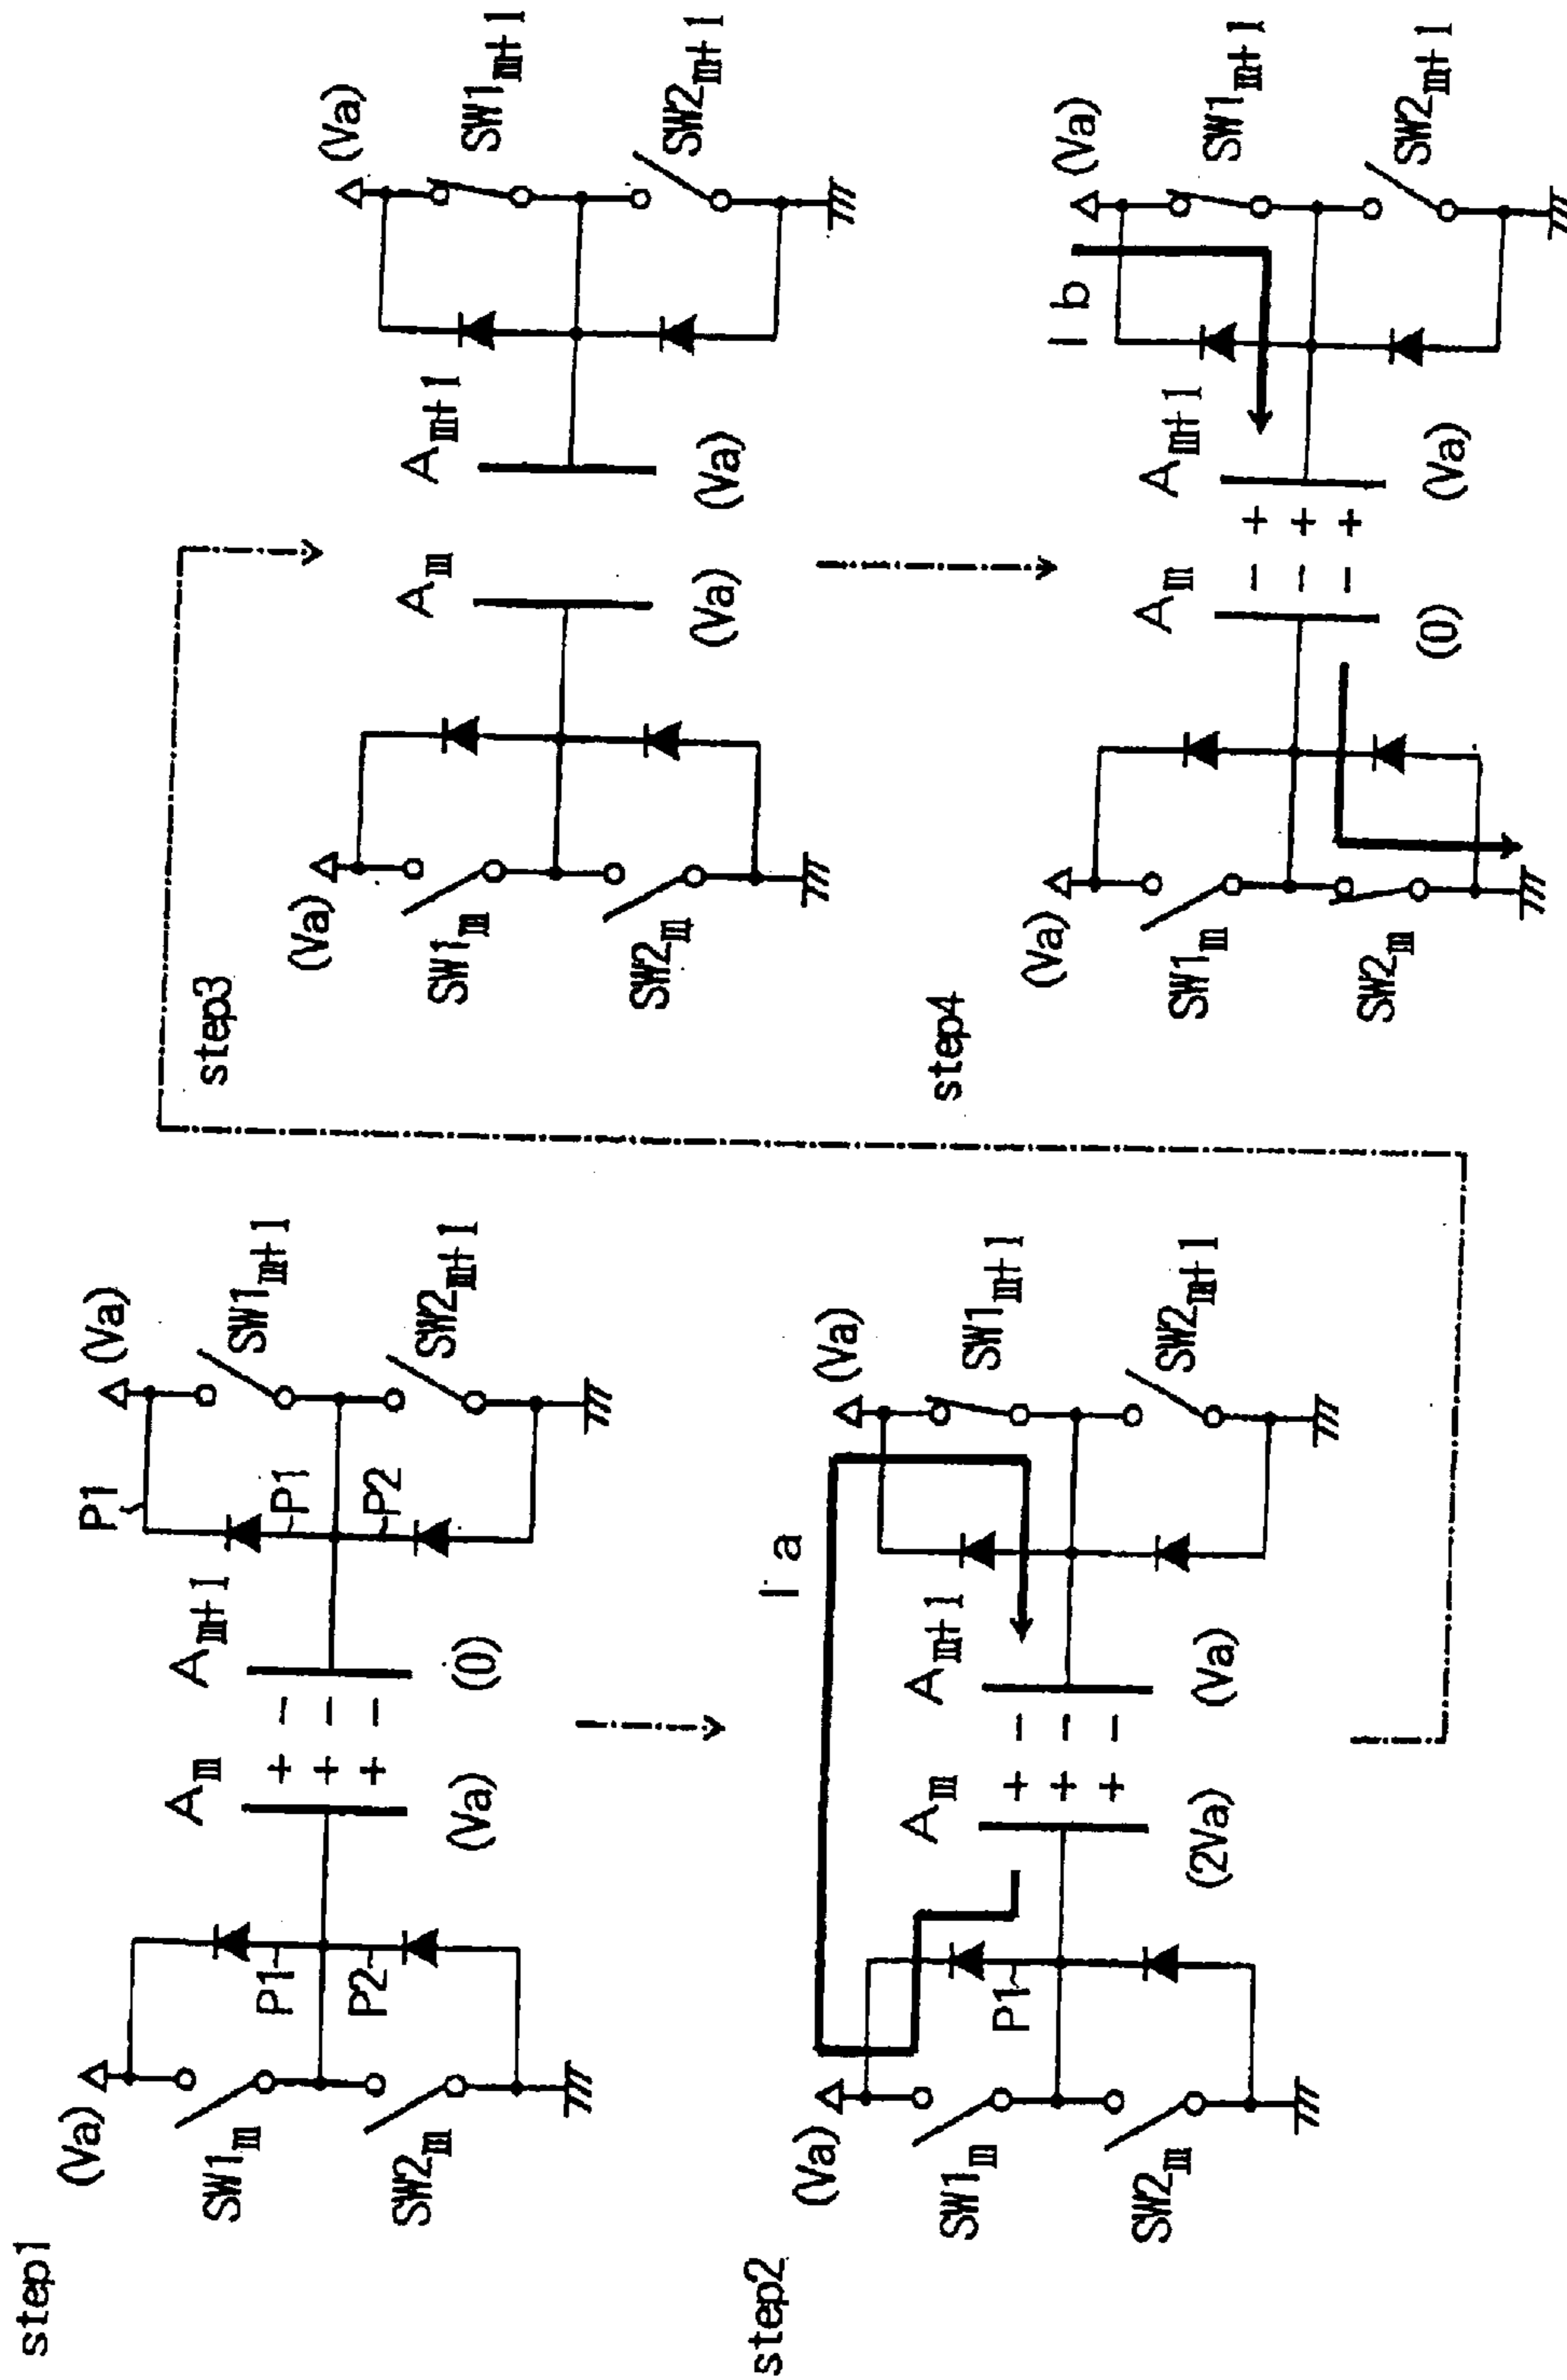 step1
(Va)
SW1m
SW2m
P1
P2
Am
(Va)
+ −
+ −
+ −
Am+1
(0)
P1
P1
P2
(Va)
SW1m+1
SW2m+1
step2
(Va)
SW1m
SW2m
P1
Am
(2Va)
+ −
+ −
+ −
Am+1
(Va)
Ia
(Va)
SW1m+1
SW2m+1
step3
(Va)
SW1m
SW2m
Am
(Va)
Am+1
(Va)
(Va)
SW1m+1
SW2m+1
step4
(Va)
SW1m
SW2m
Am
(0)
− +
− +
− +
Am+1
(Va)
Ib
(Va)
SW1m+1
SW2m+1